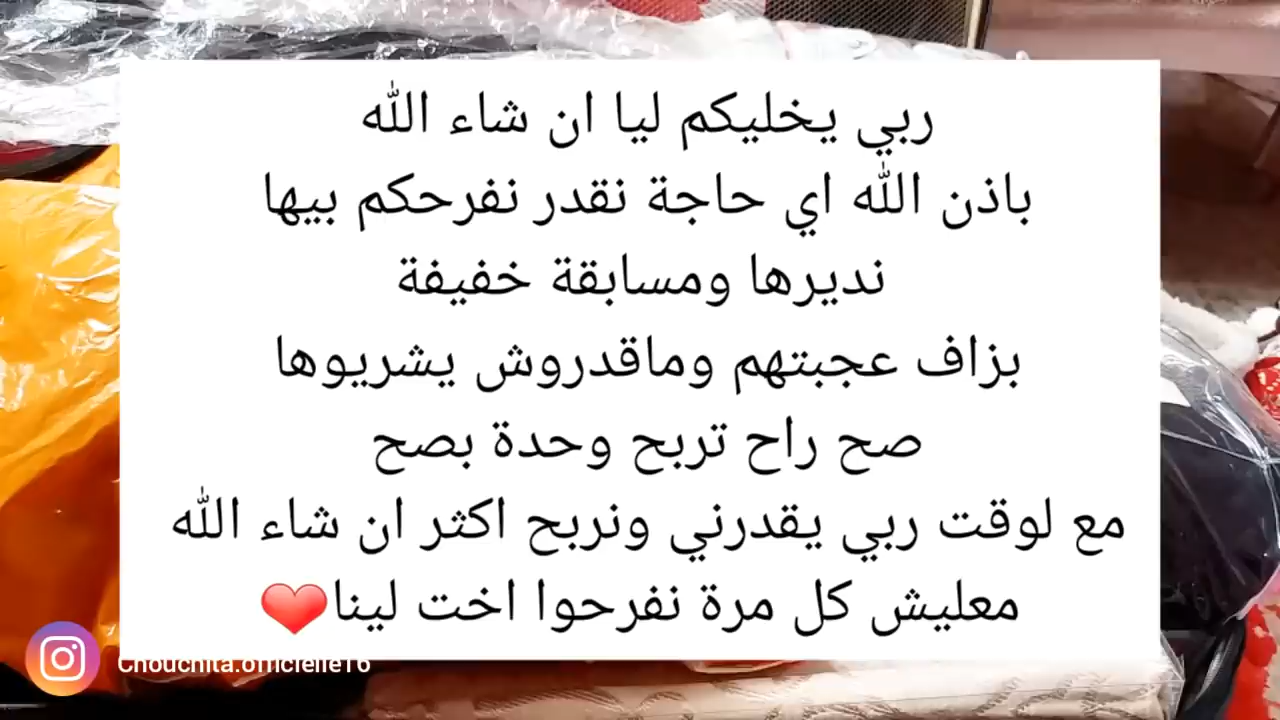 ربي يخليكم ليا ان شاء الله
باذن الله اي حاجة نقدر نفرحكم بيها
نديرها ومسابقة خفيفة
بزاف عجبتهم وماقدروش يشريوها
صح راح تربح وحدة بصح
مع لوقت ربي يقدرني ونربح اكثر ان شاء الله
معليش كل مرة نفرحوا اخت لينا❤️
Chouchita.officielle16